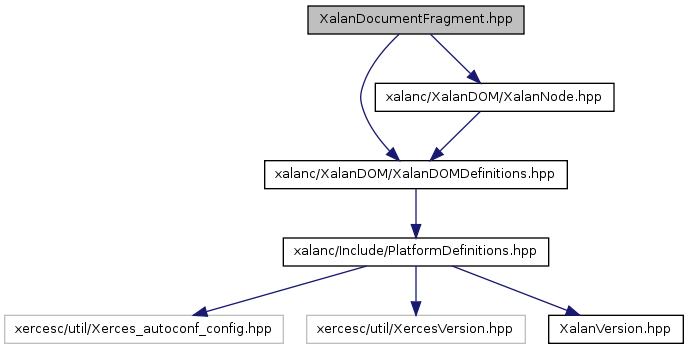 XalanDocumentFragment.hpp
xalanc/XalanDOM/XalanNode.hpp
xalanc/XalanDOM/XalanDOMDefinitions.hpp
xalanc/Include/PlatformDefinitions.hpp
xercesc/util/Xerces_autoconf_config.hpp
xercesc/util/XercesVersion.hpp
XalanVersion.hpp